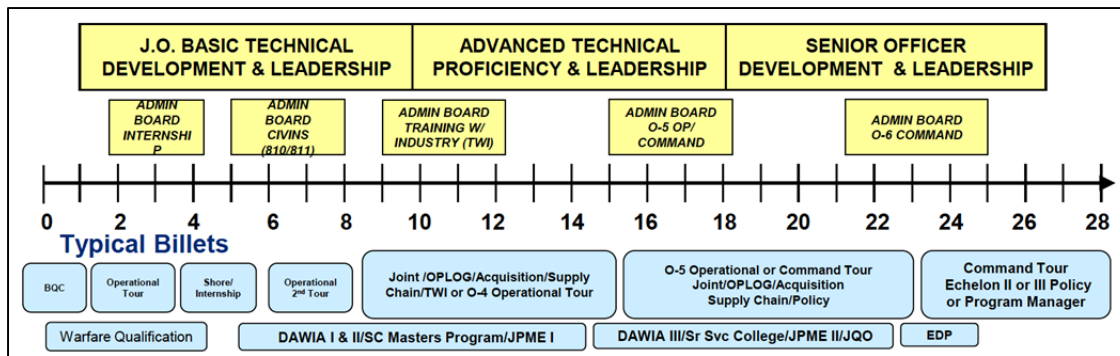 J.O. BASIC TECHNICAL
DEVELOPMENT & LEADERSHIP
ADVANCED TECHNICAL
PROFICIENCY & LEADERSHIP
SENIOR OFFICER
DEVELOPMENT & LEADERSHIP
ADMIN
BOARD
INTERNSHI
P
ADMIN
BOARD
CIVINS
(810/811)
ADMIN BOARD
TRAINING W/
INDUSTRY (TWI)
ADMIN BOARD
O-5 OP/
COMMAND
ADMIN BOARD
O-6 COMMAND
0 2 4 6 8 10 12 14 16 18 20 22 24 26 28
Typical Billets
BQC
Operational
Tour
Shore/
Internship
Operational
2nd Tour
Joint /OPLOG/Acquisition/Supply
Chain/TWI or O-4 Operational Tour
O-5 Operational or Command Tour
Joint/OPLOG/Acquisition
Supply Chain/Policy
Command Tour
Echelon II or III Policy
or Program Manager
Warfare Qualification
DAWIA I & II/SC Masters Program/JPME I
DAWIA III/Sr Svc College/JPME II/JQO
EDP